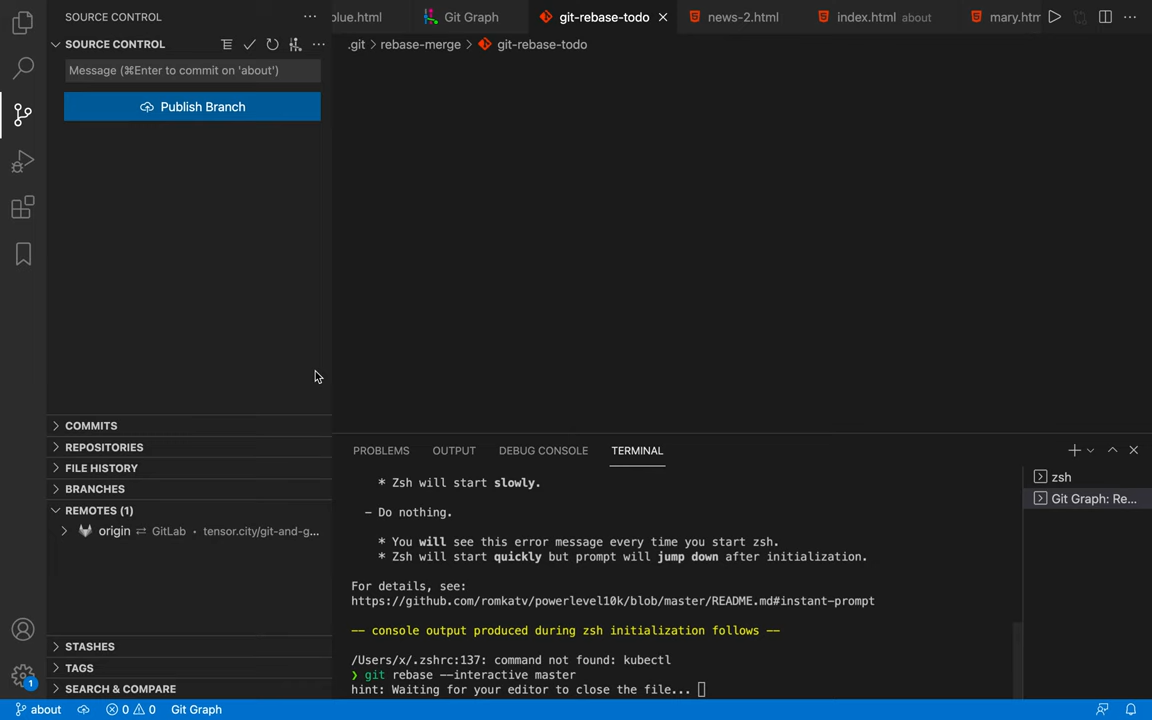 SOURCE CONTROL
SOURCE CONTROL
Message (⌘Enter to commit on 'about')
Publish Branch
COMMITS
REPOSITORIES
FILE HISTORY
BRANCHES
REMOTES (1)
origin ⇄ GitLab • tensor.city/git-and-g...
STASHES
TAGS
SEARCH & COMPARE
1
blue.html
Git Graph
git-rebase-todo
news-2.html
index.html about
mary.htm
.git > rebase-merge > git-rebase-todo
PROBLEMS OUTPUT DEBUG CONSOLE TERMINAL
* Zsh will start slowly.
– Do nothing.
* You will see this error message every time you start zsh.
* Zsh will start quickly but prompt will jump down after initialization.
For details, see:
https://github.com/romkatv/powerlevel10k/blob/master/README.md#instant-prompt
-- console output produced during zsh initialization follows --
/Users/x/.zshrc:137: command not found: kubectl
❯ git rebase --interactive master
hint: Waiting for your editor to close the file...
zsh
Git Graph: Re...
about
0 0
Git Graph